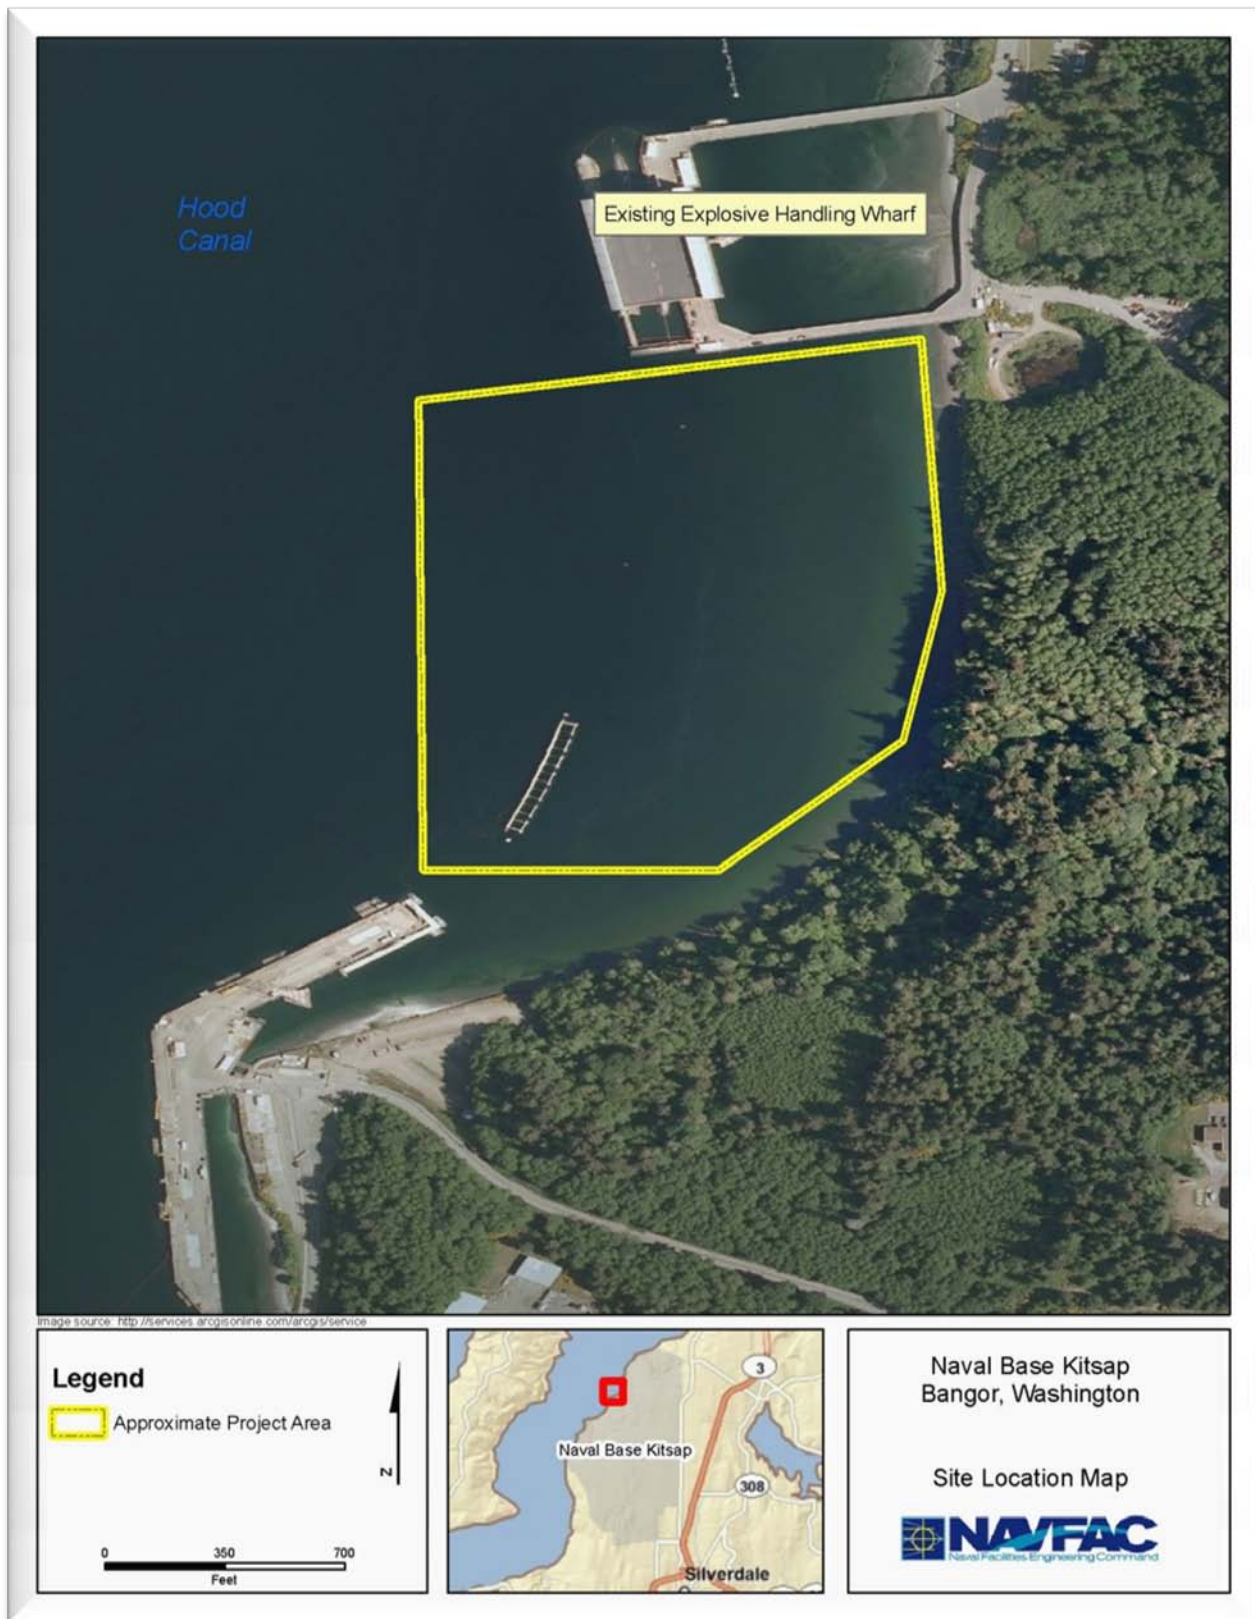 Hood
Canal
Existing Explosive Handling Wharf
Image source: http://services.arcgisonline.com/arcgis/service
Legend
Approximate Project Area
N
0 350 700
Feet
3
Naval Base Kitsap
308
Silverdale
Naval Base Kitsap
Bangor, Washington
Site Location Map
NAVFAC
Naval Facilities Engineering Command